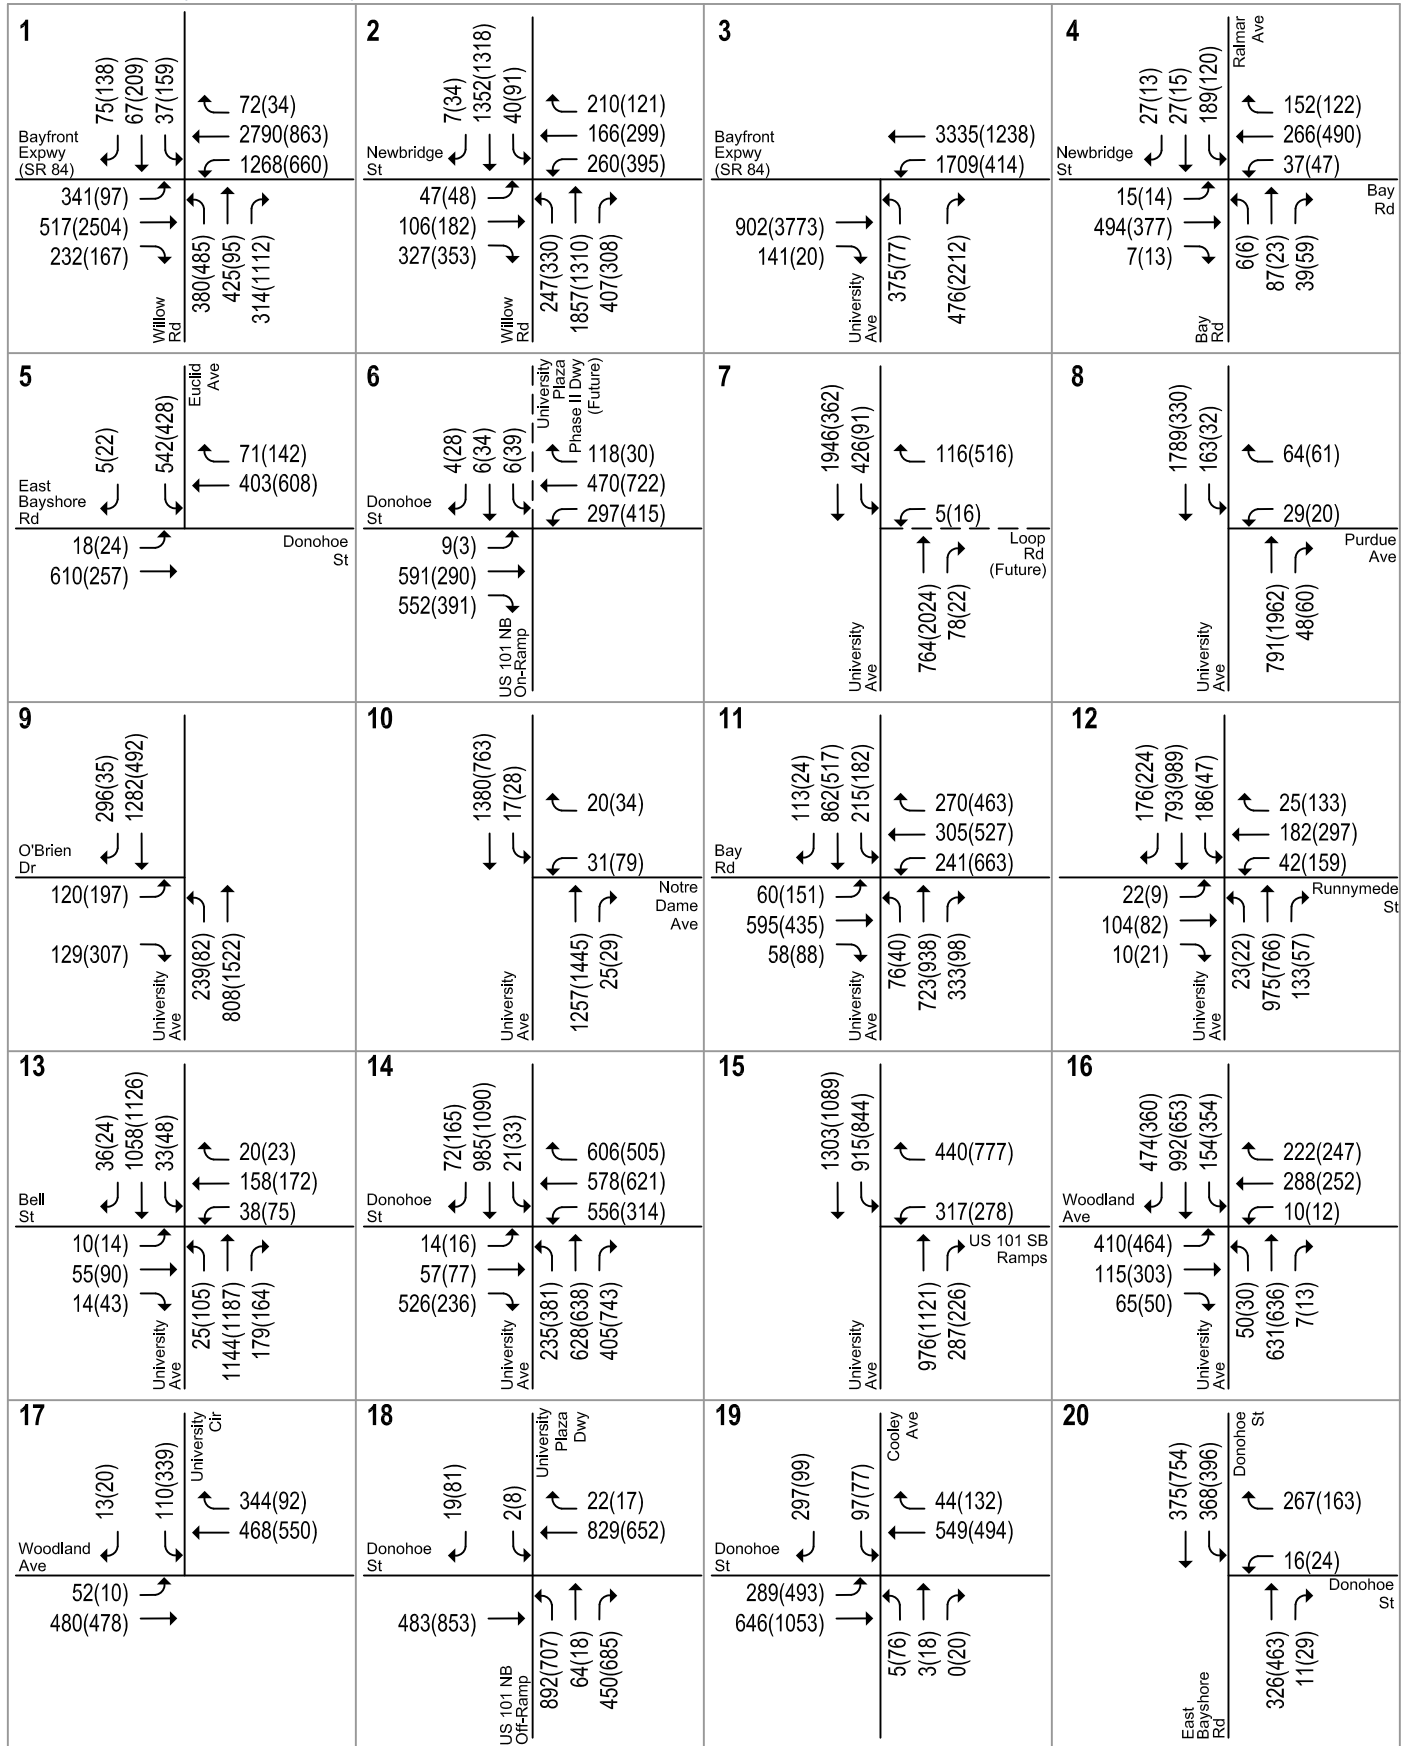 1
75(138)
67(209)
37(159)
72(34)
2790(863)
1268(660)
Bayfront
Expwy
(SR 84)
341(97)
517(2504)
232(167)
380(485)
425(95)
314(1112)
Willow
Rd
2
7(34)
1352(1318)
40(91)
210(121)
166(299)
260(395)
Newbridge
St
47(48)
106(182)
327(353)
247(330)
1857(1310)
407(308)
Willow
Rd
3
3335(1238)
1709(414)
Bayfront
Expwy
(SR 84)
902(3773)
141(20)
375(77)
476(2212)
University
Ave
4
Ralmar
Ave
27(13)
27(15)
189(120)
152(122)
266(490)
37(47)
Newbridge
St
Bay
Rd
15(14)
494(377)
7(13)
6(6)
87(23)
39(59)
Bay
Rd
5
Euclid
Ave
5(22)
542(428)
71(142)
403(608)
East
Bayshore
Rd
Donohoe
St
18(24)
610(257)
6
University
Plaza
Phase II Dwy
(Future)
4(28)
6(34)
6(39)
118(30)
470(722)
297(415)
Donohoe
St
9(3)
591(290)
552(391)
US 101 NB
On-Ramp
7
1946(362)
426(91)
116(516)
5(16)
Loop
Rd
(Future)
764(2024)
78(22)
University
Ave
8
1789(330)
163(32)
64(61)
29(20)
Purdue
Ave
791(1962)
48(60)
University
Ave
9
296(35)
1282(492)
O'Brien
Dr
120(197)
129(307)
239(82)
808(1522)
University
Ave
10
1380(763)
17(28)
20(34)
31(79)
Notre
Dame
Ave
1257(1445)
25(29)
University
Ave
11
113(24)
862(517)
215(182)
270(463)
305(527)
241(663)
Bay
Rd
60(151)
595(435)
58(88)
76(40)
723(938)
333(98)
University
Ave
12
176(224)
793(989)
186(47)
25(133)
182(297)
42(159)
Runnymede
St
22(9)
104(82)
10(21)
23(22)
975(766)
133(57)
University
Ave
13
36(24)
1058(1126)
33(48)
20(23)
158(172)
38(75)
Bell
St
10(14)
55(90)
14(43)
25(105)
1144(1187)
179(164)
University
Ave
14
72(165)
985(1090)
21(33)
606(505)
578(621)
556(314)
Donohoe
St
14(16)
57(77)
526(236)
235(381)
628(638)
405(743)
University
Ave
15
1303(1089)
915(844)
440(777)
317(278)
US 101 SB
Ramps
976(1121)
287(226)
University
Ave
16
474(360)
992(653)
154(354)
222(247)
288(252)
10(12)
Woodland
Ave
410(464)
115(303)
65(50)
50(30)
631(636)
7(13)
University
Ave
17
University
Cir
13(20)
110(339)
344(92)
468(550)
Woodland
Ave
52(10)
480(478)
18
University
Plaza
Dwy
19(81)
2(8)
22(17)
829(652)
Donohoe
St
483(853)
892(707)
64(18)
450(685)
US 101 NB
Off-Ramp
19
Cooley
Ave
297(99)
97(77)
44(132)
549(494)
Donohoe
St
289(493)
646(1053)
5(76)
3(18)
0(20)
20
Donohoe
St
375(754)
368(396)
267(163)
16(24)
Donohoe
St
326(463)
11(29)
East
Bayshore
Rd